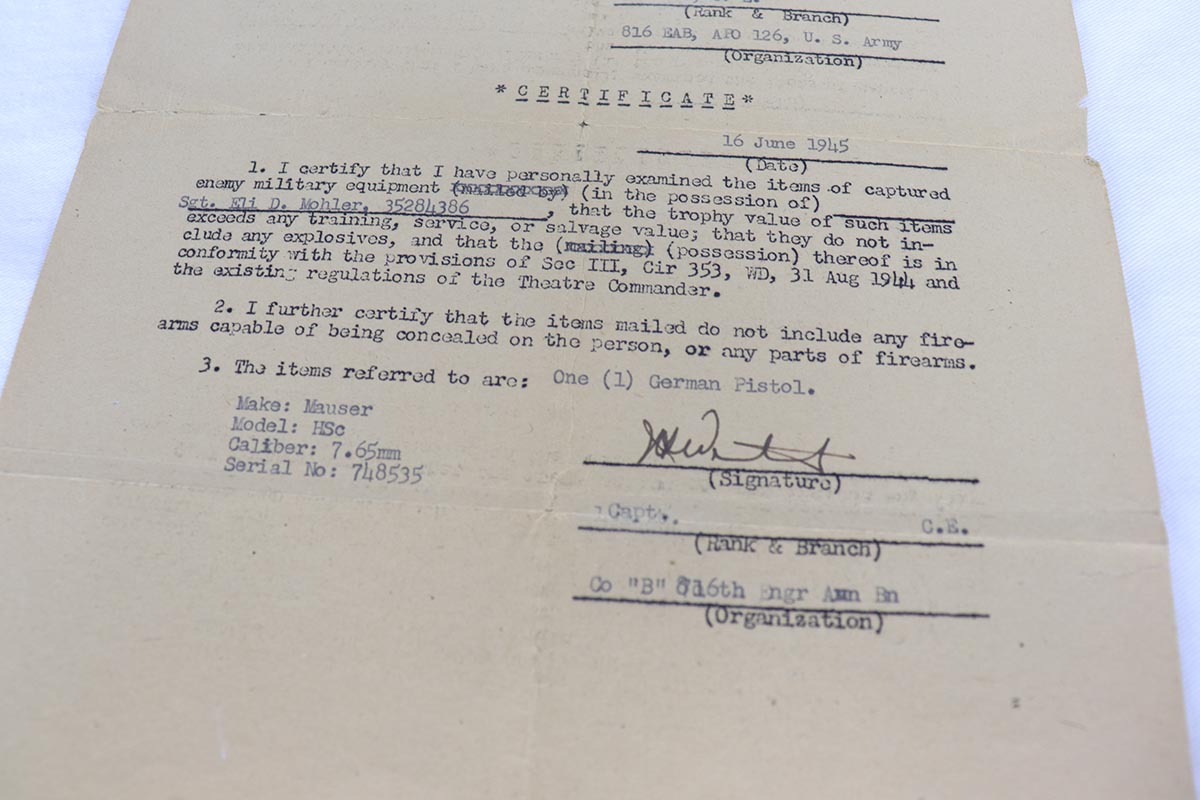 (Rank & Branch)
816 EAB, APO 126, U. S. Army
(Organization)
*CERTIFICATE*
16 June 1945
(Date)
1. I certify that I have personally examined the items of captured
enemy military equipment (mailed by) (in the possession of)
Sgt. Eli D. Mohler, 35284386, that the trophy value of such items
exceeds any training, service, or salvage value; that they do not in-
clude any explosives, and that the (mailing) (possession) thereof is in
conformity with the provisions of Sec III, Cir 353, WD, 31 Aug 1944 and
the existing regulations of the Theatre Commander.
2. I further certify that the items mailed do not include any fire-
arms capable of being concealed on the person, or any parts of firearms.
3. The items referred to are: One (1) German Pistol.
Make: Mauser
Model: HSc
Caliber: 7.65mm
Serial No: 748535
(Signature)
Capt. C.E.
(Rank & Branch)
Co "B" 816th Engr Avn Bn
(Organization)